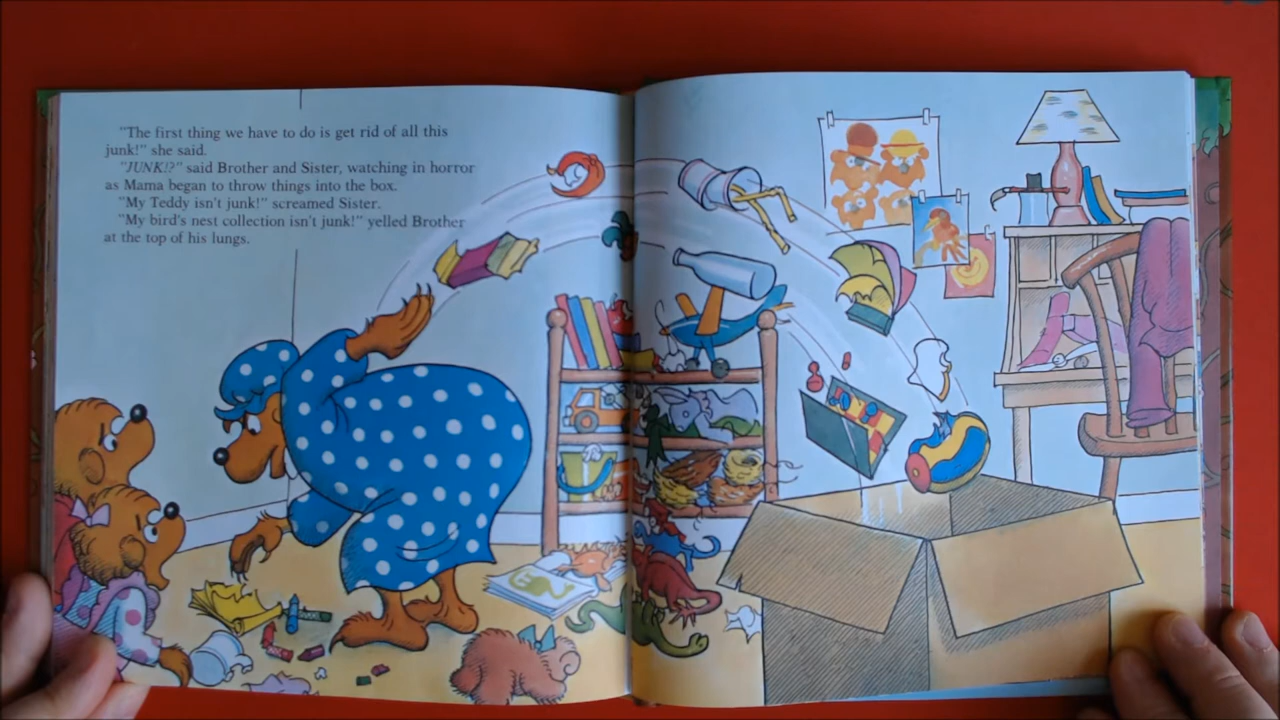 "The first thing we have to do is get rid of all this
junk!" she said.
"JUNK!?" said Brother and Sister, watching in horror
as Mama began to throw things into the box.
"My Teddy isn't junk!" screamed Sister.
"My bird's nest collection isn't junk!" yelled Brother
at the top of his lungs.